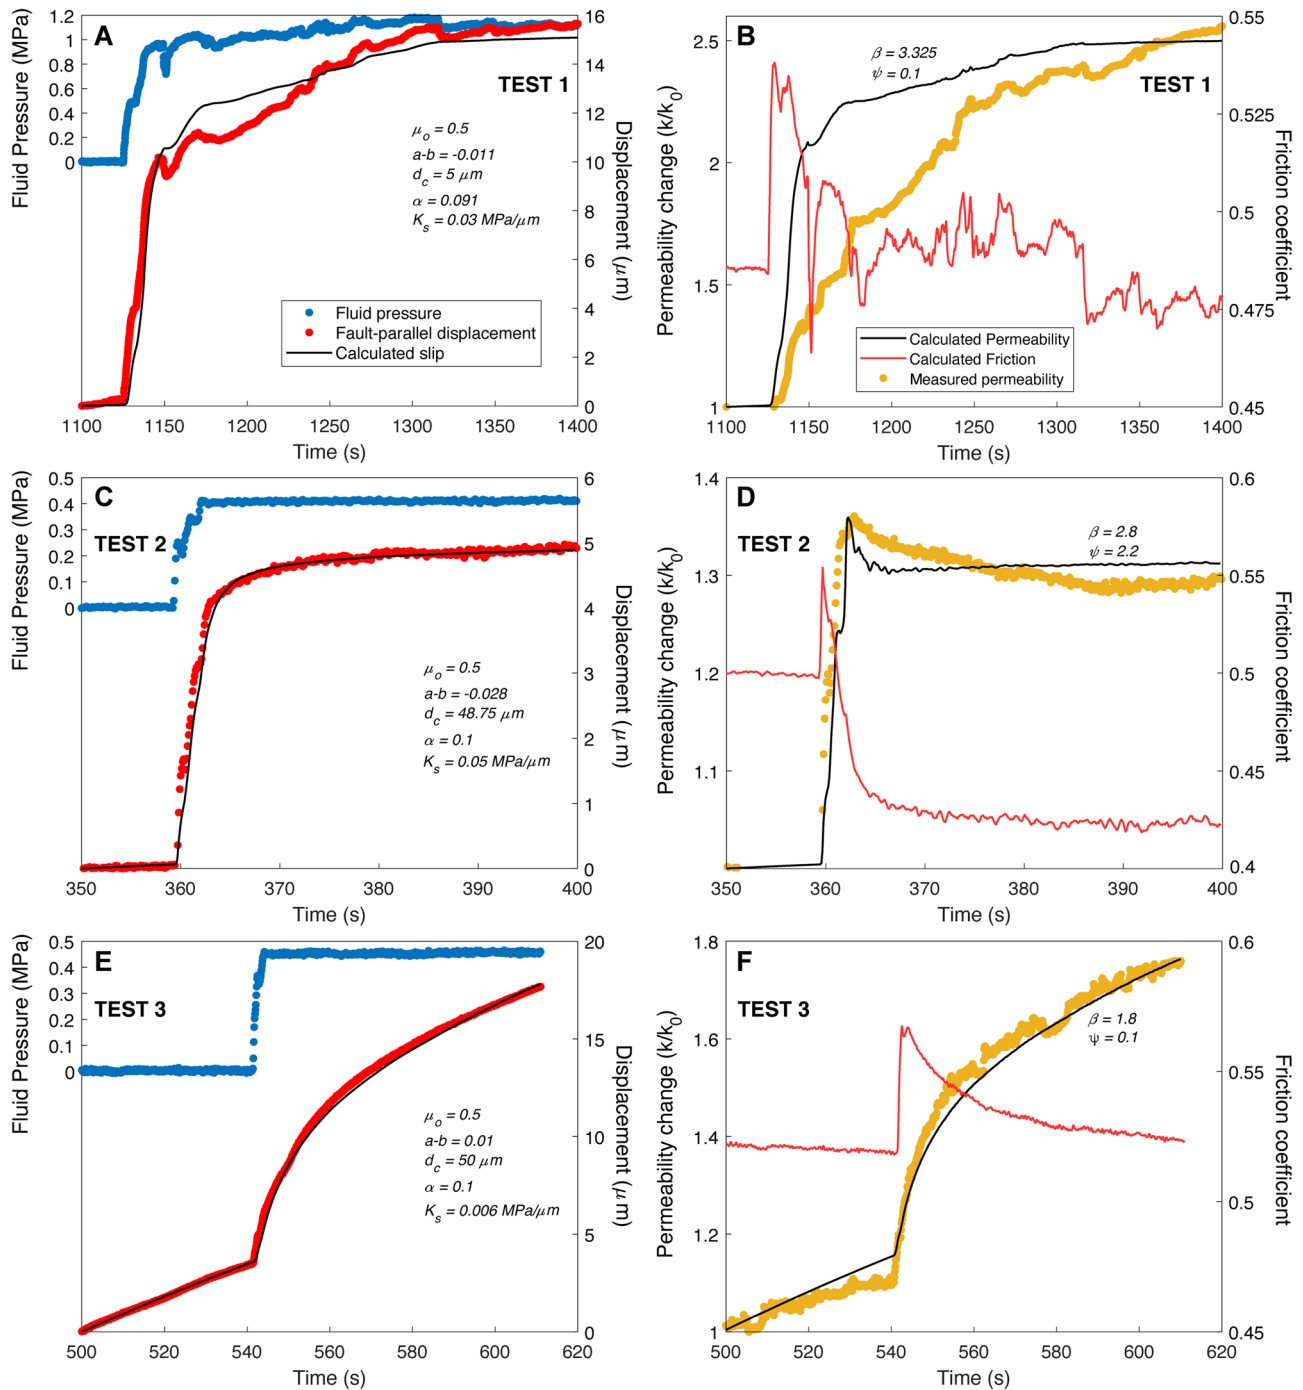 A
TEST 1
Fluid Pressure (MPa)
1.2
1
0.8
0.6
0.4
0.2
0
16
14
12
10
8
6
4
2
0
Displacement (μm)
μo = 0.5
a-b = -0.011
dc = 5 μm
α = 0.091
Ks = 0.03 MPa/μm
Fluid pressure
Fault-parallel displacement
Calculated slip
1100 1150 1200 1250 1300 1350 1400
Time (s)
B
TEST 1
β = 3.325
ψ = 0.1
Permeability change (k/k0)
2.5
2
1.5
1
0.55
0.525
0.5
0.475
0.45
Friction coefficient
Calculated Permeability
Calculated Friction
Measured permeability
1100 1150 1200 1250 1300 1350 1400
Time (s)
C
TEST 2
Fluid Pressure (MPa)
0.5
0.4
0.3
0.2
0.1
0
6
5
4
3
2
1
0
Displacement (μm)
μo = 0.5
a-b = -0.028
dc = 48.75 μm
α = 0.1
Ks = 0.05 MPa/μm
350 360 370 380 390 400
Time (s)
D
TEST 2
β = 2.8
ψ = 2.2
Permeability change (k/k0)
1.4
1.3
1.2
1.1
0.6
0.55
0.5
0.45
0.4
Friction coefficient
350 360 370 380 390 400
Time (s)
E
TEST 3
Fluid Pressure (MPa)
0.5
0.4
0.3
0.2
0.1
0
20
15
10
5
0
Displacement (μm)
μo = 0.5
a-b = 0.01
dc = 50 μm
α = 0.1
Ks = 0.006 MPa/μm
500 520 540 560 580 600 620
Time (s)
F
TEST 3
β = 1.8
ψ = 0.1
Permeability change (k/k0)
1.8
1.6
1.4
1.2
1
0.6
0.55
0.5
0.45
Friction coefficient
500 520 540 560 580 600 620
Time (s)